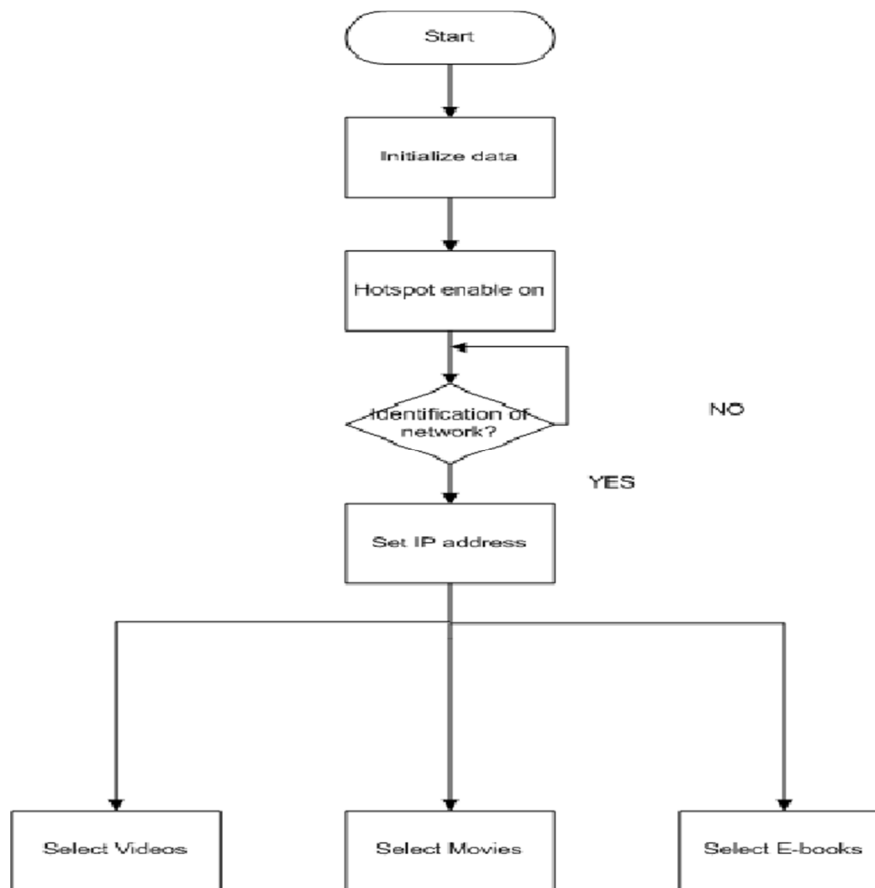 Start
Initialize data
Hotspot enable on
Identification of
network?
NO
YES
Set IP address
Select Videos
Select Movies
Select E-books